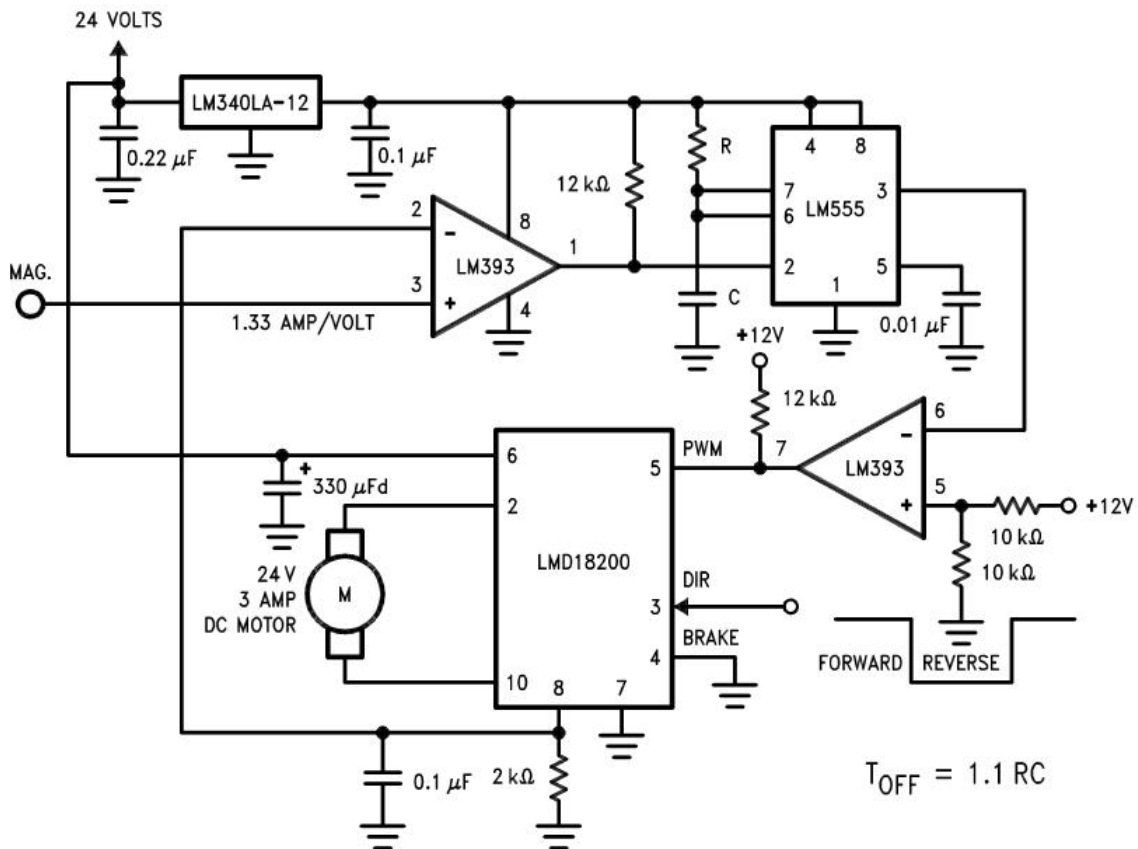 24 VOLTS
LM340LA-12
0.22 μF
0.1 μF
12 kΩ
R
4 8
7
6
2
3
5
1
LM555
C
0.01 μF
2
8
1
LM393
MAG.
3
4
1.33 AMP/VOLT
+12V
12 kΩ
6
7
LM393
5
+12V
10 kΩ
10 kΩ
330 μFd
6
5
PWM
2
LMD18200
24 V
3 AMP
DC MOTOR
M
DIR
3
BRAKE
4
10
8
7
FORWARD REVERSE
0.1 μF
2 kΩ
T_OFF = 1.1 RC